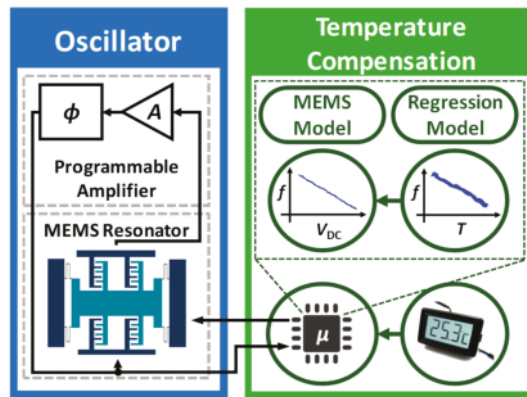 Oscillator
ϕ
A
Programmable
Amplifier
MEMS Resonator
Temperature
Compensation
MEMS
Model
Regression
Model
f
V_DC
f
T
μ
25.3c